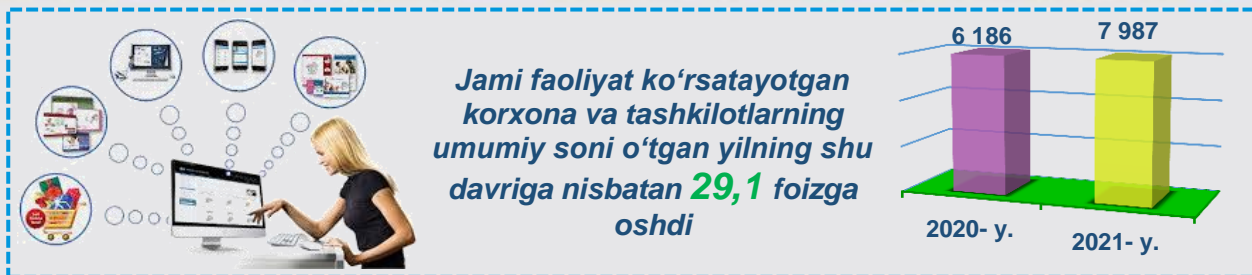 Jami faoliyat ko‘rsatayotgan
korxona va tashkilotlarning
umumiy soni o‘tgan yilning shu
davriga nisbatan 29,1 foizga
oshdi
6 186
7 987
2020- y.
2021- y.